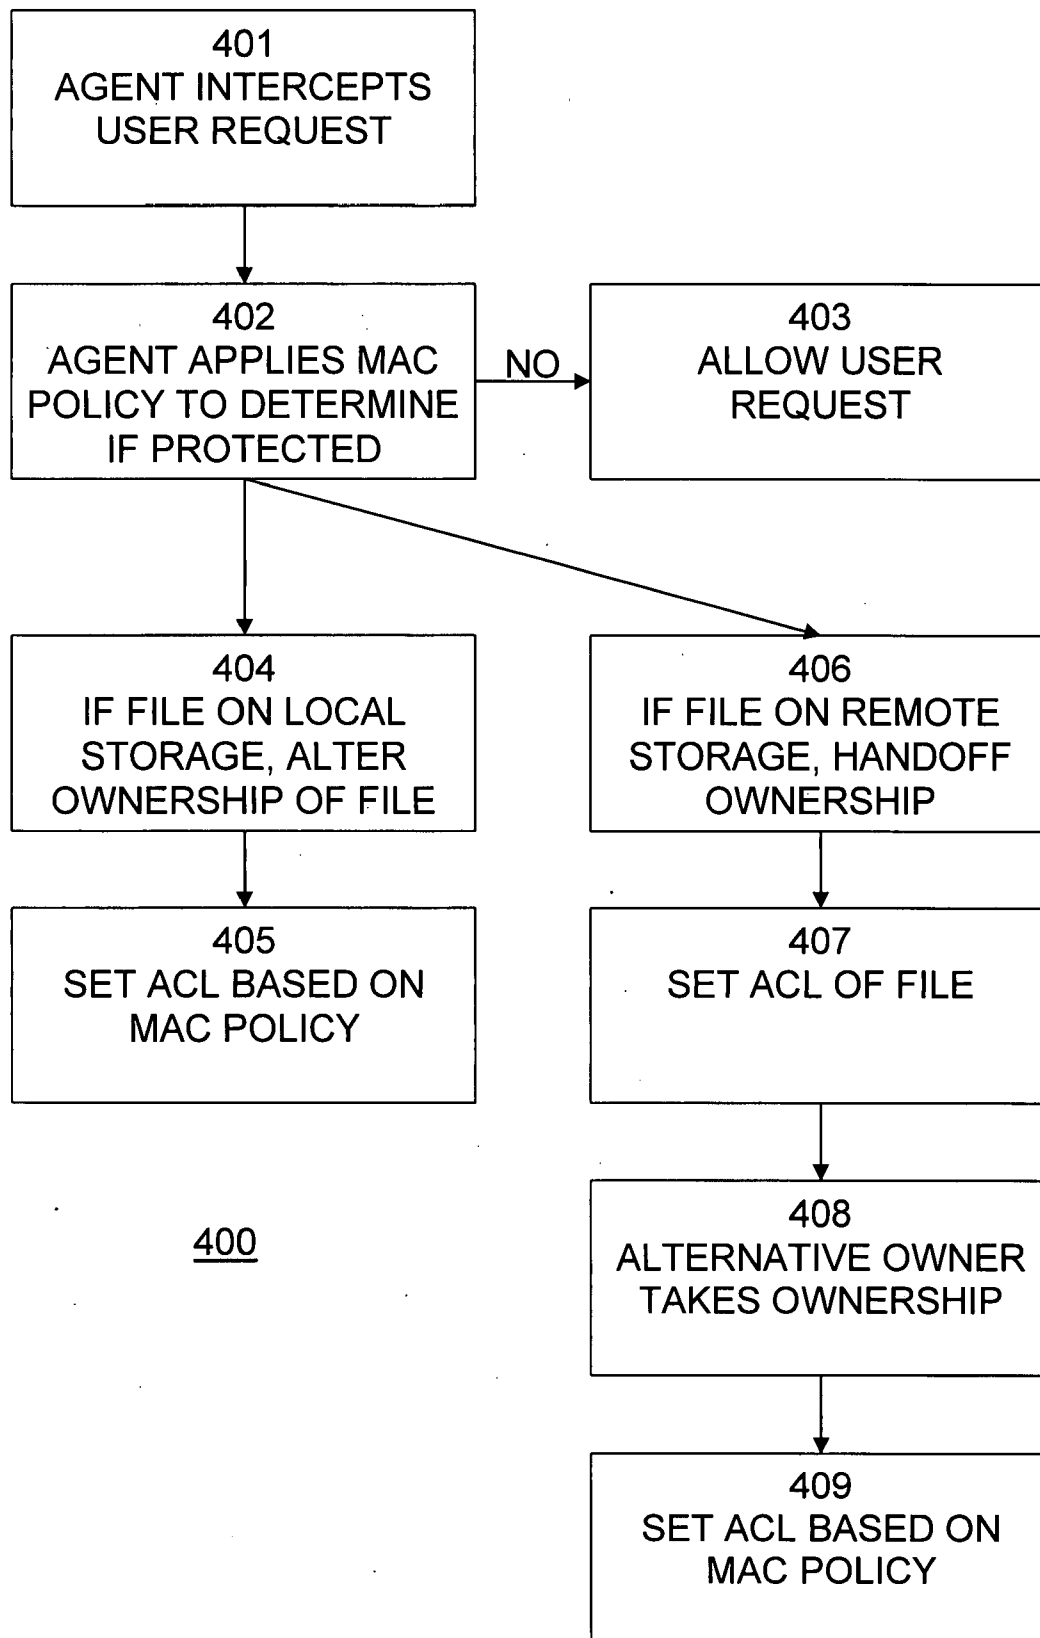 401
AGENT INTERCEPTS
USER REQUEST
402
AGENT APPLIES MAC
POLICY TO DETERMINE
IF PROTECTED
NO
403
ALLOW USER
REQUEST
404
IF FILE ON LOCAL
STORAGE, ALTER
OWNERSHIP OF FILE
405
SET ACL BASED ON
MAC POLICY
406
IF FILE ON REMOTE
STORAGE, HANDOFF
OWNERSHIP
407
SET ACL OF FILE
408
ALTERNATIVE OWNER
TAKES OWNERSHIP
409
SET ACL BASED ON
MAC POLICY
400